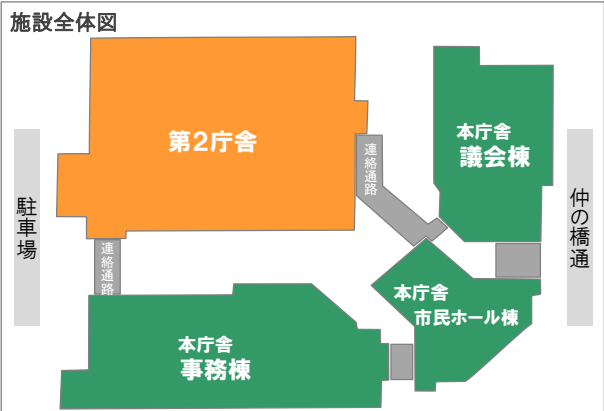 施設全体図
第2庁舎
本庁舎
議会棟
連絡通路
駐車場
仲の橋通
連絡通路
本庁舎
市民ホール棟
本庁舎
事務棟